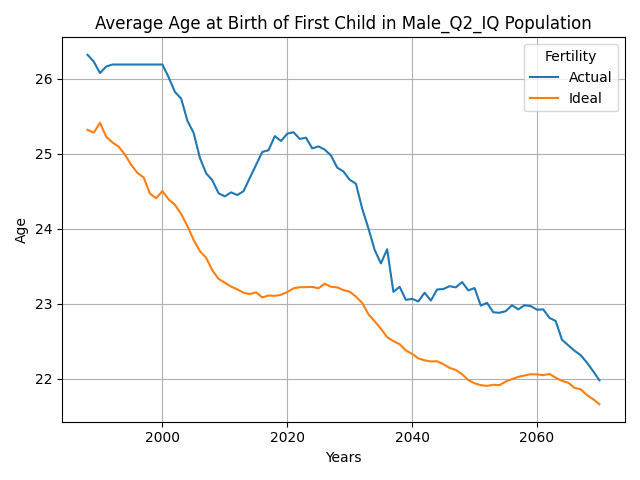 Average Age at Birth of First Child in Male_Q2_IQ Population
Fertility
Actual
Ideal
26
25
24
23
22
Age
2000
2020
2040
2060
Years